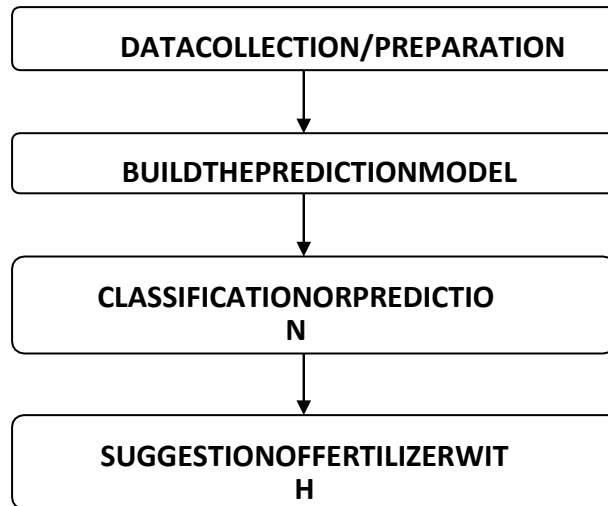 DATACOLLECTION/PREPARATION
BUILDTHEPREDICTIONMODEL
CLASSIFICATIONORPREDICTIO
N
SUGGESTIONOFFERTILIZERWIT
H